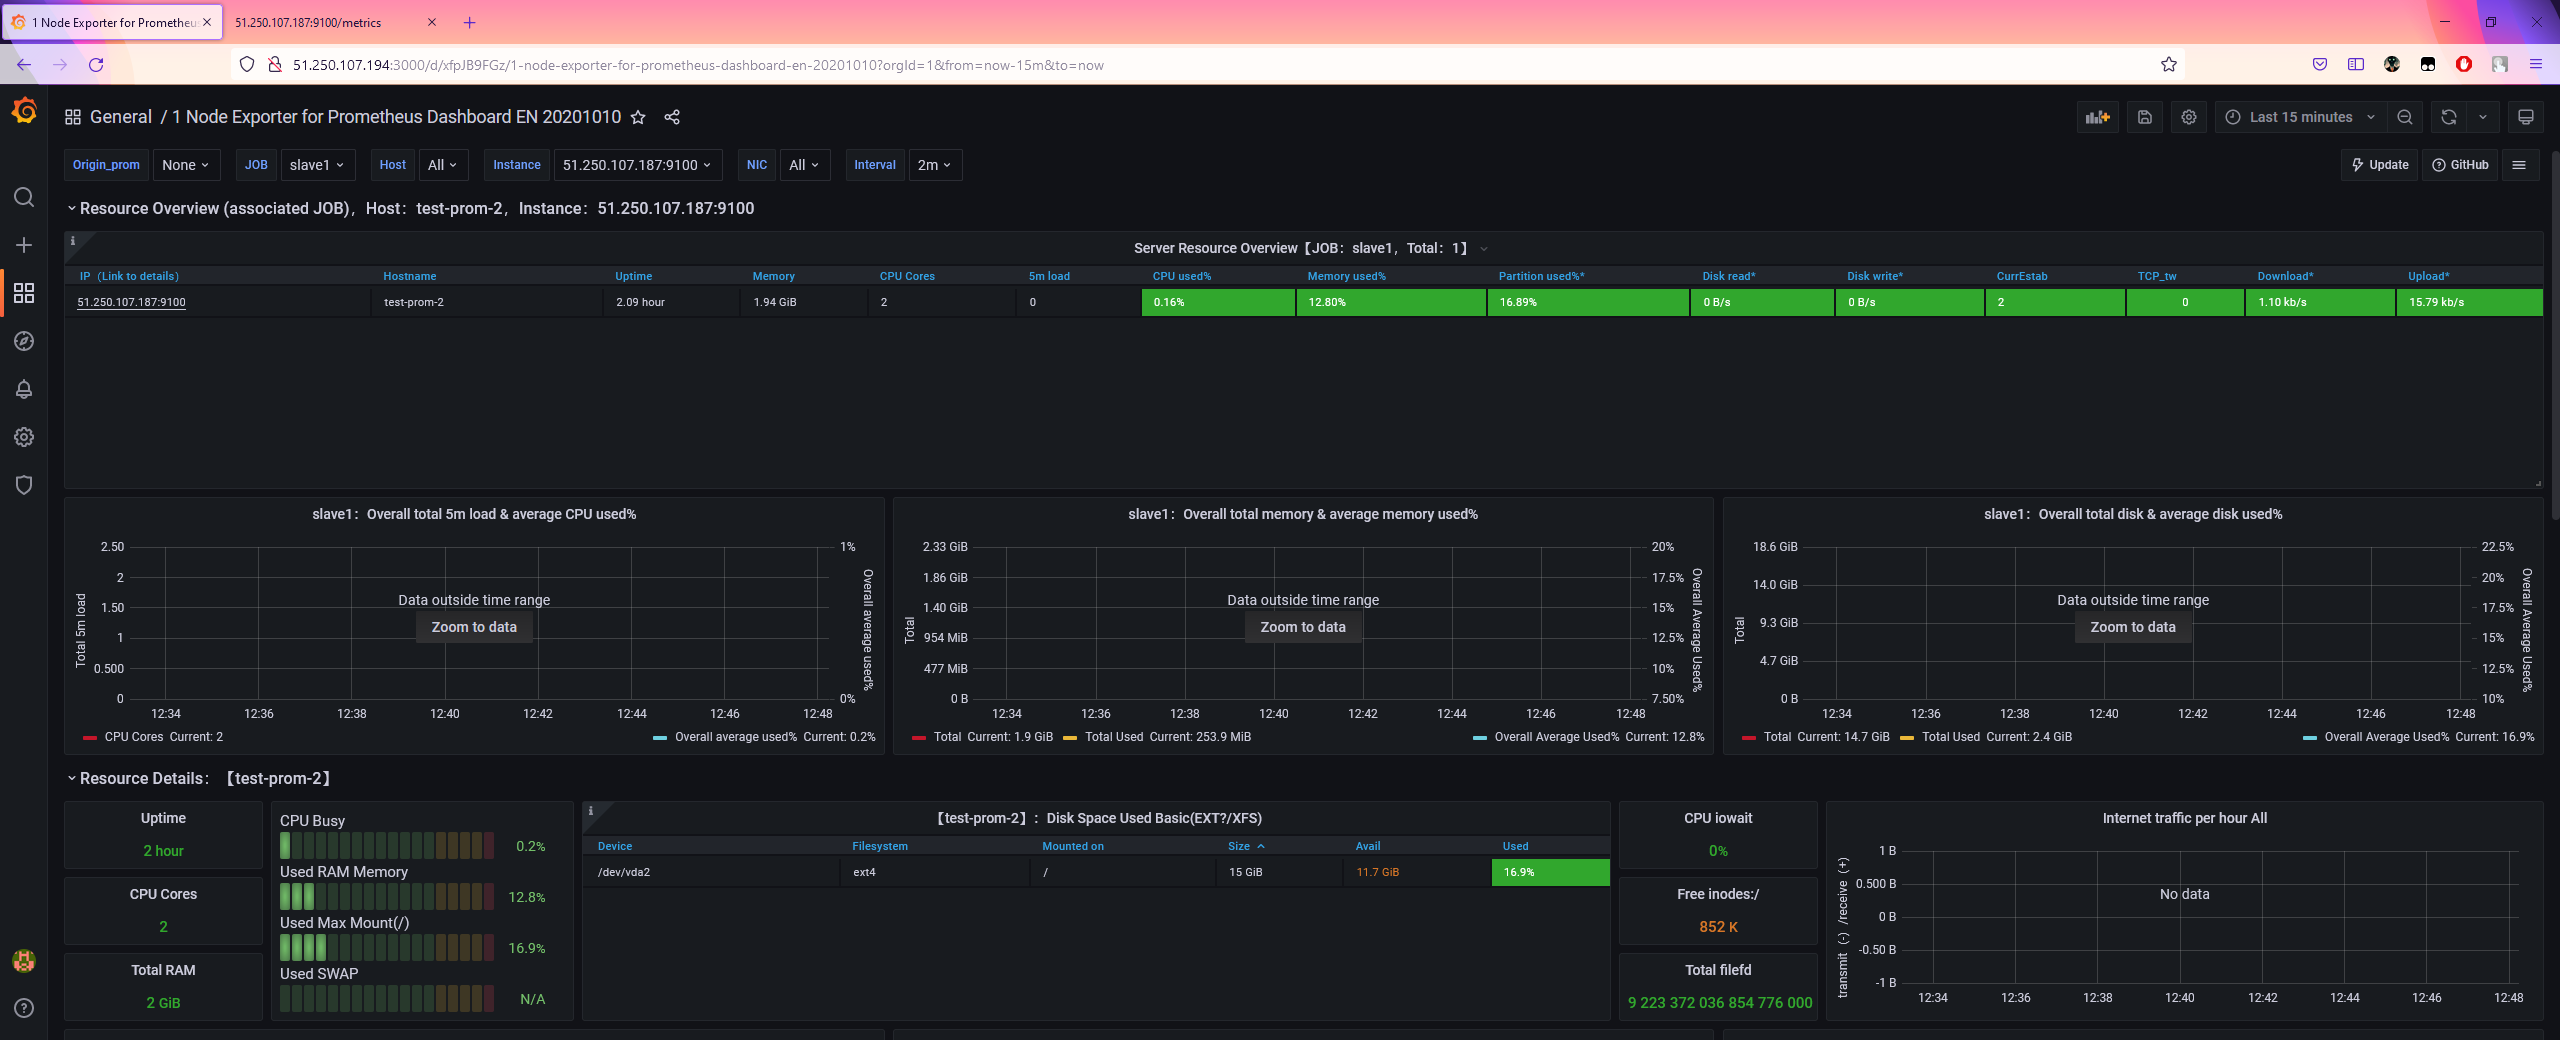 1 Node Exporter for Prometheus
51.250.107.187:9100/metrics
51.250.107.194:3000/d/xfpJB9FGz/1-node-exporter-for-prometheus-dashboard-en-20201010?orgId=1&from=now-15m&to=now
General / 1 Node Exporter for Prometheus Dashboard EN 20201010
Last 15 minutes
Origin_prom None JOB slave1 Host All Instance 51.250.107.187:9100 NIC All Interval 2m
Update GitHub
Resource Overview (associated JOB)，Host：test-prom-2，Instance：51.250.107.187:9100
Server Resource Overview【JOB：slave1，Total：1】
IP（Link to details） Hostname Uptime Memory CPU Cores 5m load CPU used% Memory used% Partition used%* Disk read* Disk write* CurrEstab TCP_tw Download* Upload*
51.250.107.187:9100 test-prom-2 2.09 hour 1.94 GiB 2 0 0.16% 12.80% 16.89% 0 B/s 0 B/s 2 0 1.10 kb/s 15.79 kb/s
slave1：Overall total 5m load & average CPU used%
2.50
2
1.50
1
0.500
0
1%
0%
Total 5m load
Overall average used%
Data outside time range
Zoom to data
12:34 12:36 12:38 12:40 12:42 12:44 12:46 12:48
CPU Cores Current: 2
Overall average used% Current: 0.2%
slave1：Overall total memory & average memory used%
2.33 GiB
1.86 GiB
1.40 GiB
954 MiB
477 MiB
0 B
20%
17.5%
15%
12.5%
10%
7.50%
Total
Overall Average Used%
Data outside time range
Zoom to data
12:34 12:36 12:38 12:40 12:42 12:44 12:46 12:48
Total Current: 1.9 GiB Total Used Current: 253.9 MiB
Overall Average Used% Current: 12.8%
slave1：Overall total disk & average disk used%
18.6 GiB
14.0 GiB
9.3 GiB
4.7 GiB
0 B
22.5%
20%
17.5%
15%
12.5%
10%
Total
Overall Average Used%
Data outside time range
Zoom to data
12:34 12:36 12:38 12:40 12:42 12:44 12:46 12:48
Total Current: 14.7 GiB Total Used Current: 2.4 GiB
Overall Average Used% Current: 16.9%
Resource Details：【test-prom-2】
Uptime
2 hour
CPU Cores
2
Total RAM
2 GiB
CPU Busy
0.2%
Used RAM Memory
12.8%
Used Max Mount(/)
16.9%
Used SWAP
N/A
【test-prom-2】：Disk Space Used Basic(EXT?/XFS)
Device Filesystem Mounted on Size Avail Used
/dev/vda2 ext4 / 15 GiB 11.7 GiB 16.9%
CPU iowait
0%
Free inodes:/
852 K
Total filefd
9 223 372 036 854 776 000
Internet traffic per hour All
1 B
0.500 B
0 B
-0.50 B
-1 B
transmit（-）/receive（+）
No data
12:34 12:36 12:38 12:40 12:42 12:44 12:46 12:48